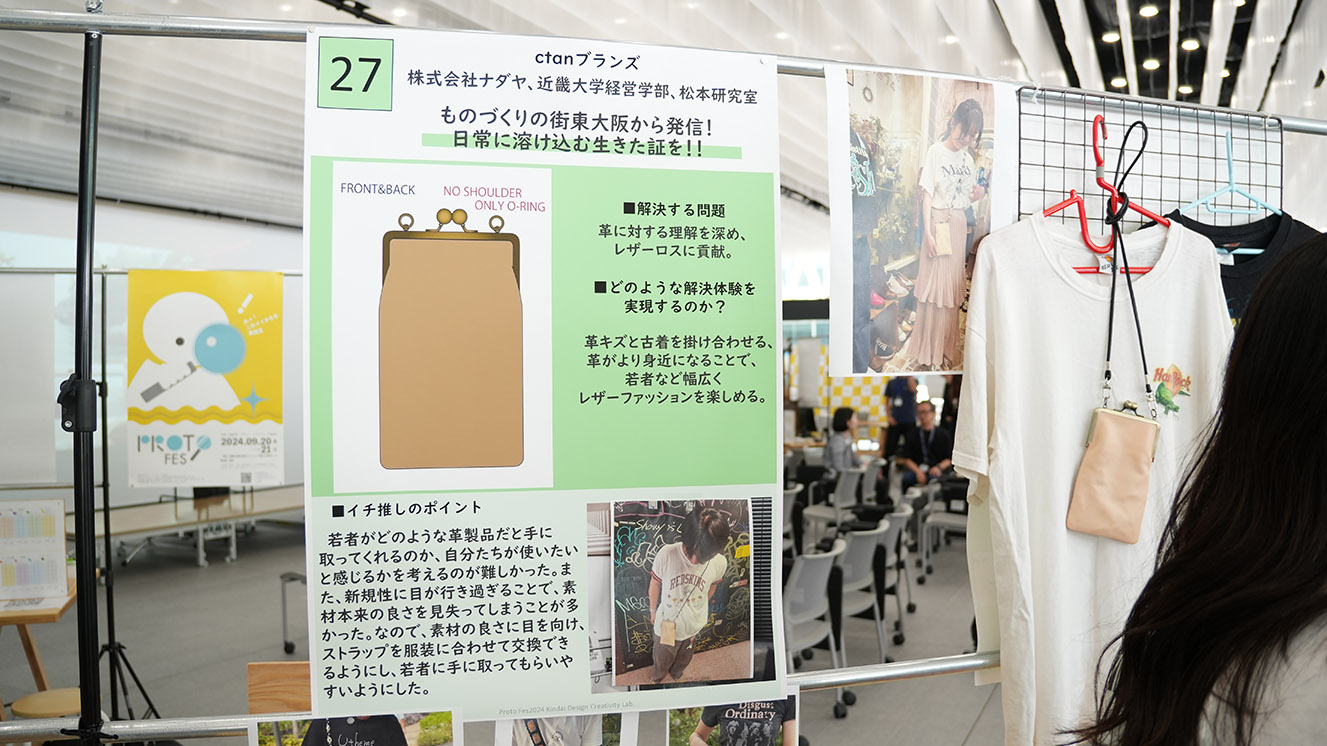 27
ctanブランズ
株式会社ナダヤ、近畿大学経営学部、松本研究室
ものづくりの街東大阪から発信！
日常に溶け込む生きた証を！！
FRONT&BACK
NO SHOULDER
ONLY O-RING
■解決する問題
革に対する理解を深め、
レザーロスに貢献。
■どのような解決体験を
実現するのか？
革キズと古着を掛け合わせる、
革がより身近になることで、
若者など幅広く
レザーファッションを楽しめる。
■イチ推しのポイント
若者がどのような革製品だと手に
取ってくれるのか、自分たちが使いたい
と感じるかを考えるのが難しかった。ま
た、新規性に目が行き過ぎることで、素
材本来の良さを見失ってしまうことが多
かった。なので、素材の良さに目を向け、
ストラップを服装に合わせて交換でき
るようにし、若者に手に取ってもらいや
すいようにした。
REDSKINS
Proto Fes2024 Kindai Design Creativity Lab.
PROTO
FES
2024.09.20
21
Disgust
Ordinary